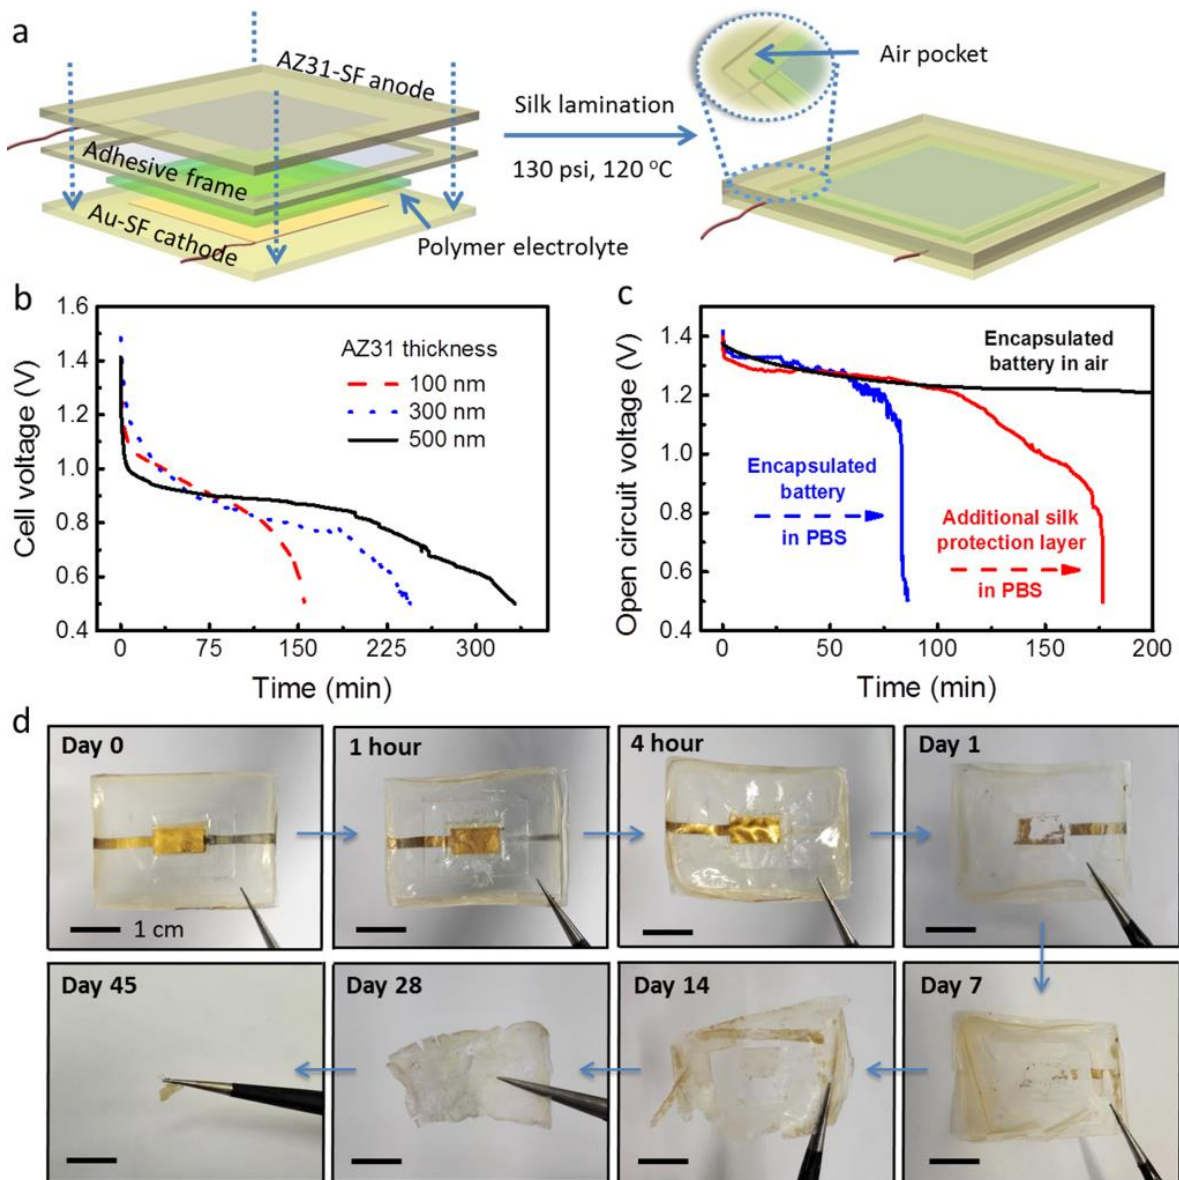 a
AZ31-SF anode
Adhesive frame
Au-SF cathode
Polymer electrolyte
Silk lamination
130 psi, 120 °C
Air pocket
b
1.6
1.4
1.2
1.0
0.8
0.6
0.4
Cell voltage (V)
AZ31 thickness
100 nm
300 nm
500 nm
0 75 150 225 300
Time (min)
c
1.4
1.2
1.0
0.8
0.6
0.4
Open circuit voltage (V)
Encapsulated
battery in air
Encapsulated
battery
in PBS
Additional silk
protection layer
in PBS
0 50 100 150 200
Time (min)
d
Day 0
1 cm
1 hour
4 hour
Day 1
Day 45
Day 28
Day 14
Day 7